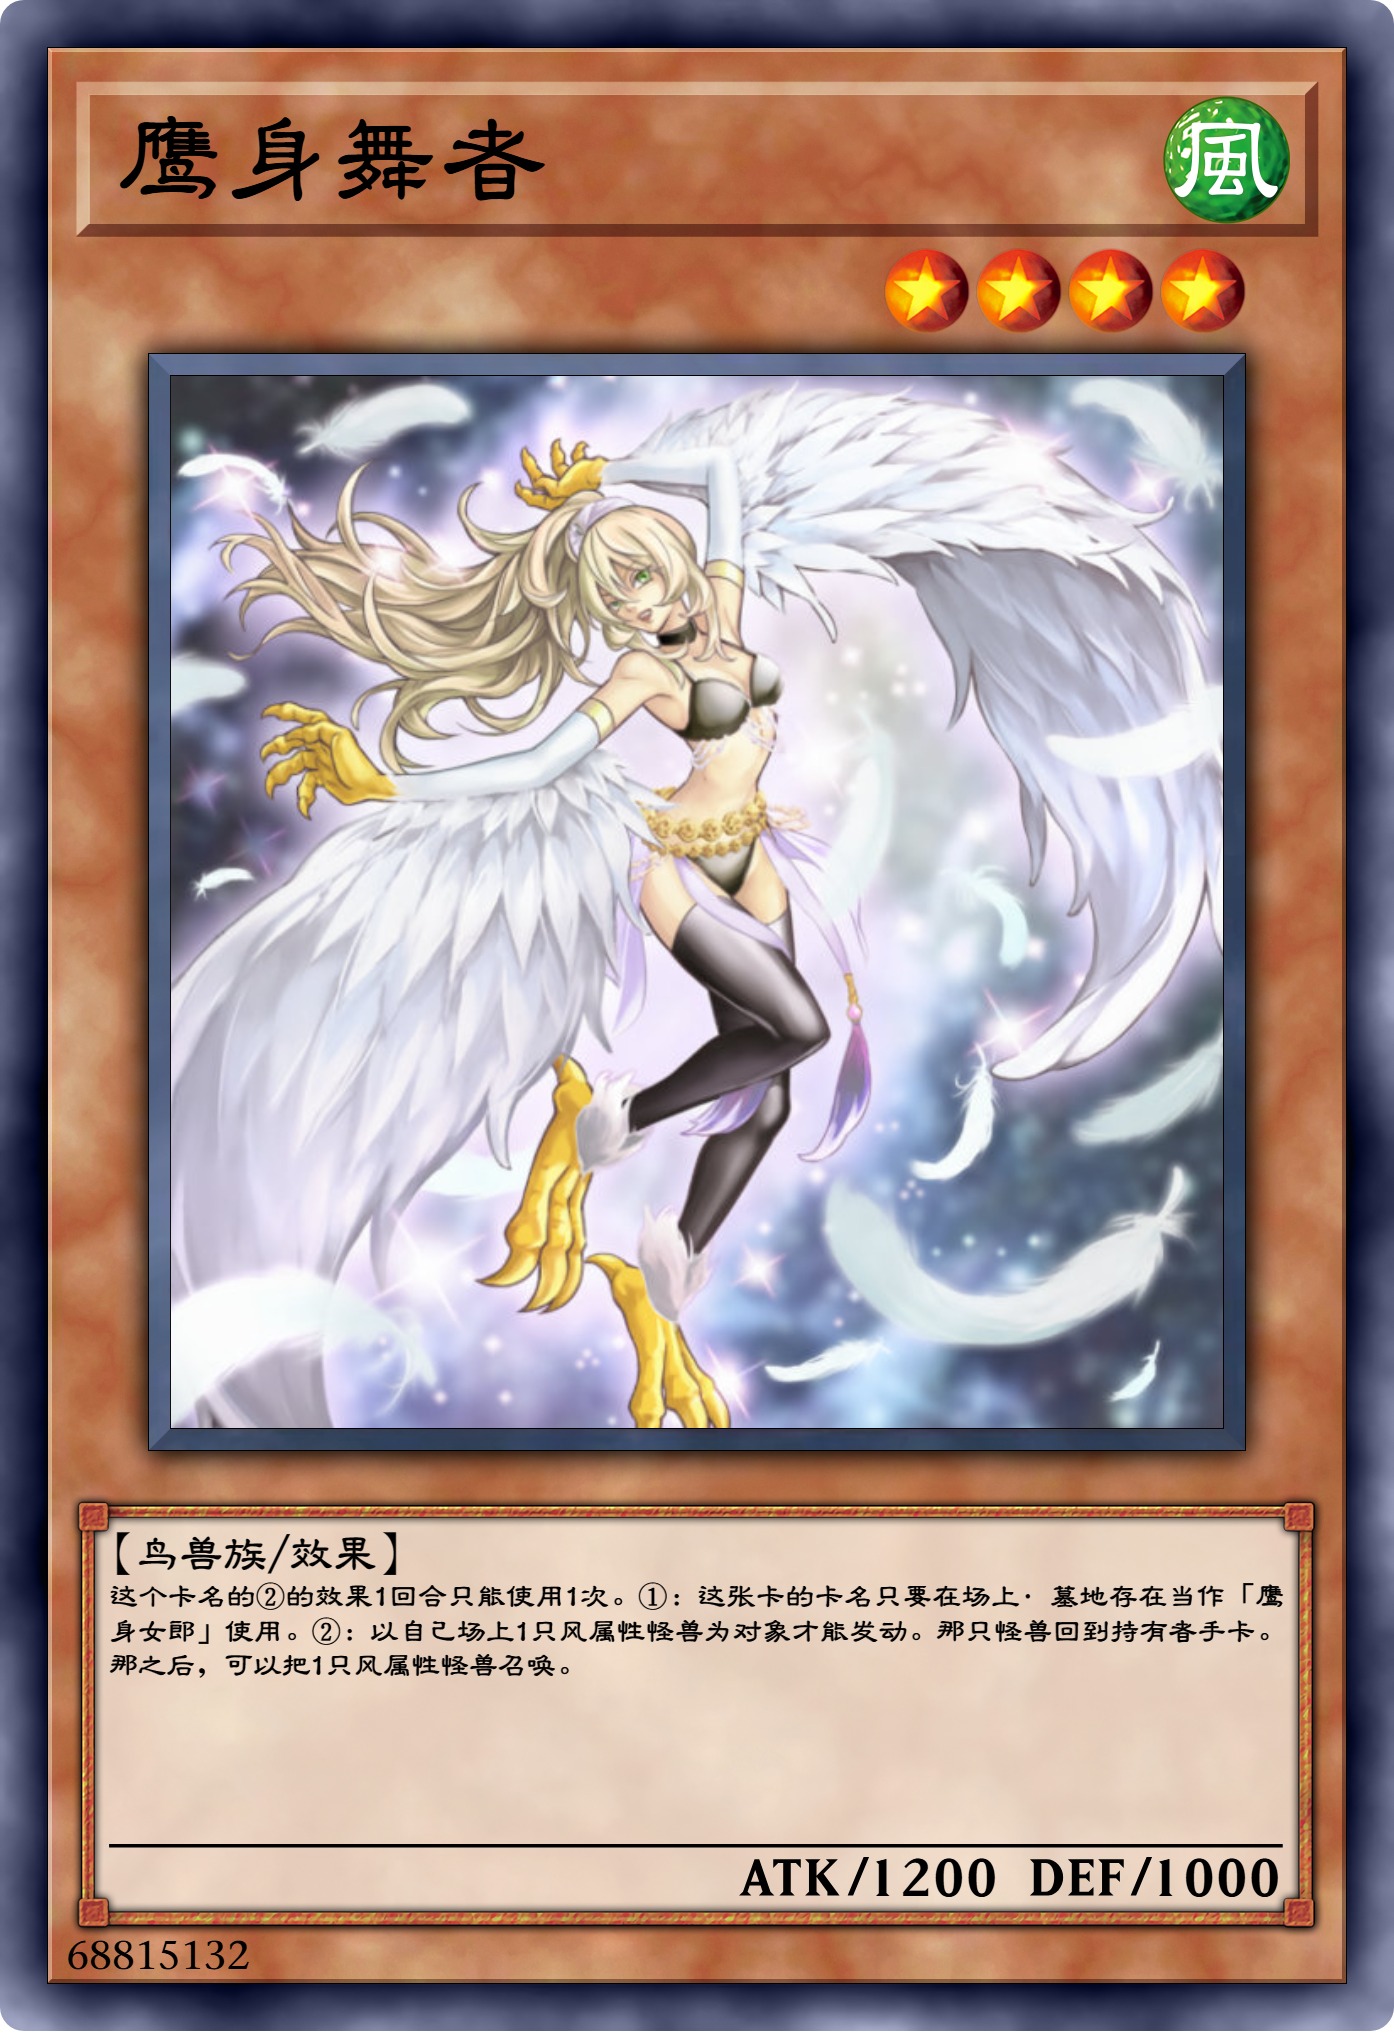 鹰身舞者
風
【鸟兽族/效果】
这个卡名的②的效果1回合只能使用1次。①：这张卡的卡名只要在场上·墓地存在当作「鹰
身女郎」使用。②：以自己场上1只风属性怪兽为对象才能发动。那只怪兽回到持有者手卡。
那之后，可以把1只风属性怪兽召唤。
ATK/1200 DEF/1000
68815132